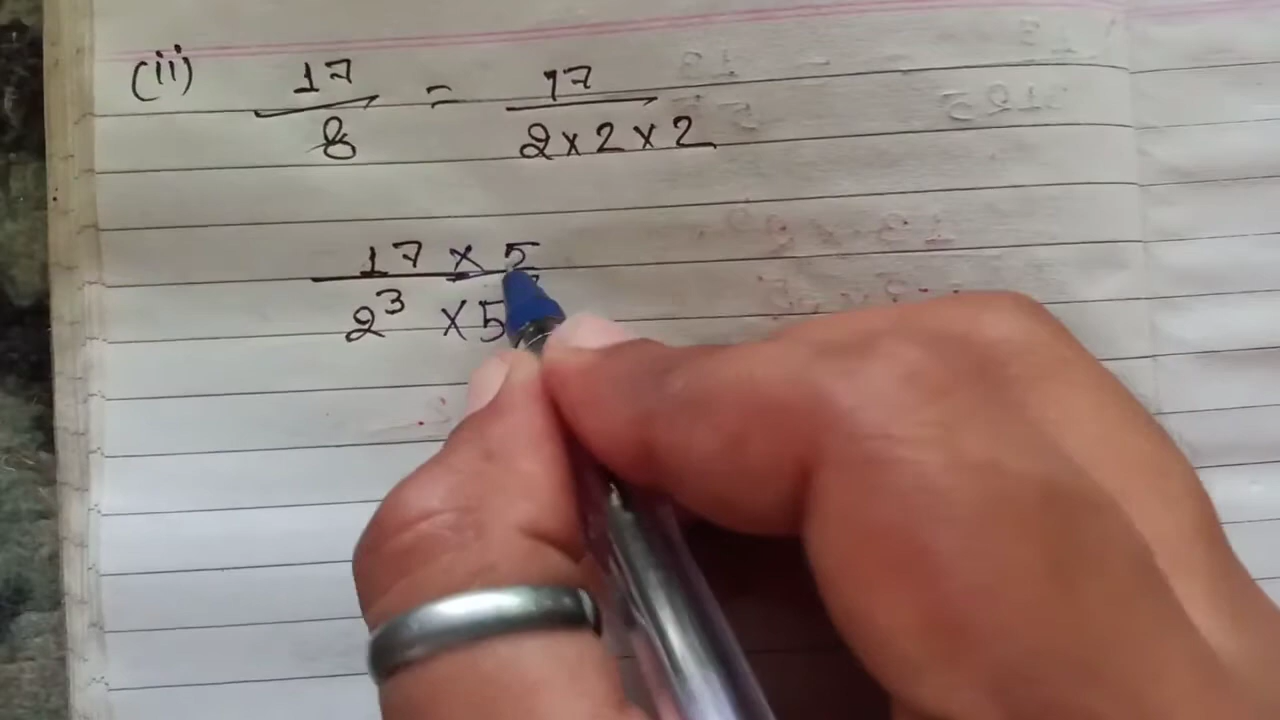 (ii) 17/8 = 17/2×2×2
17 × 5
2³ × 5